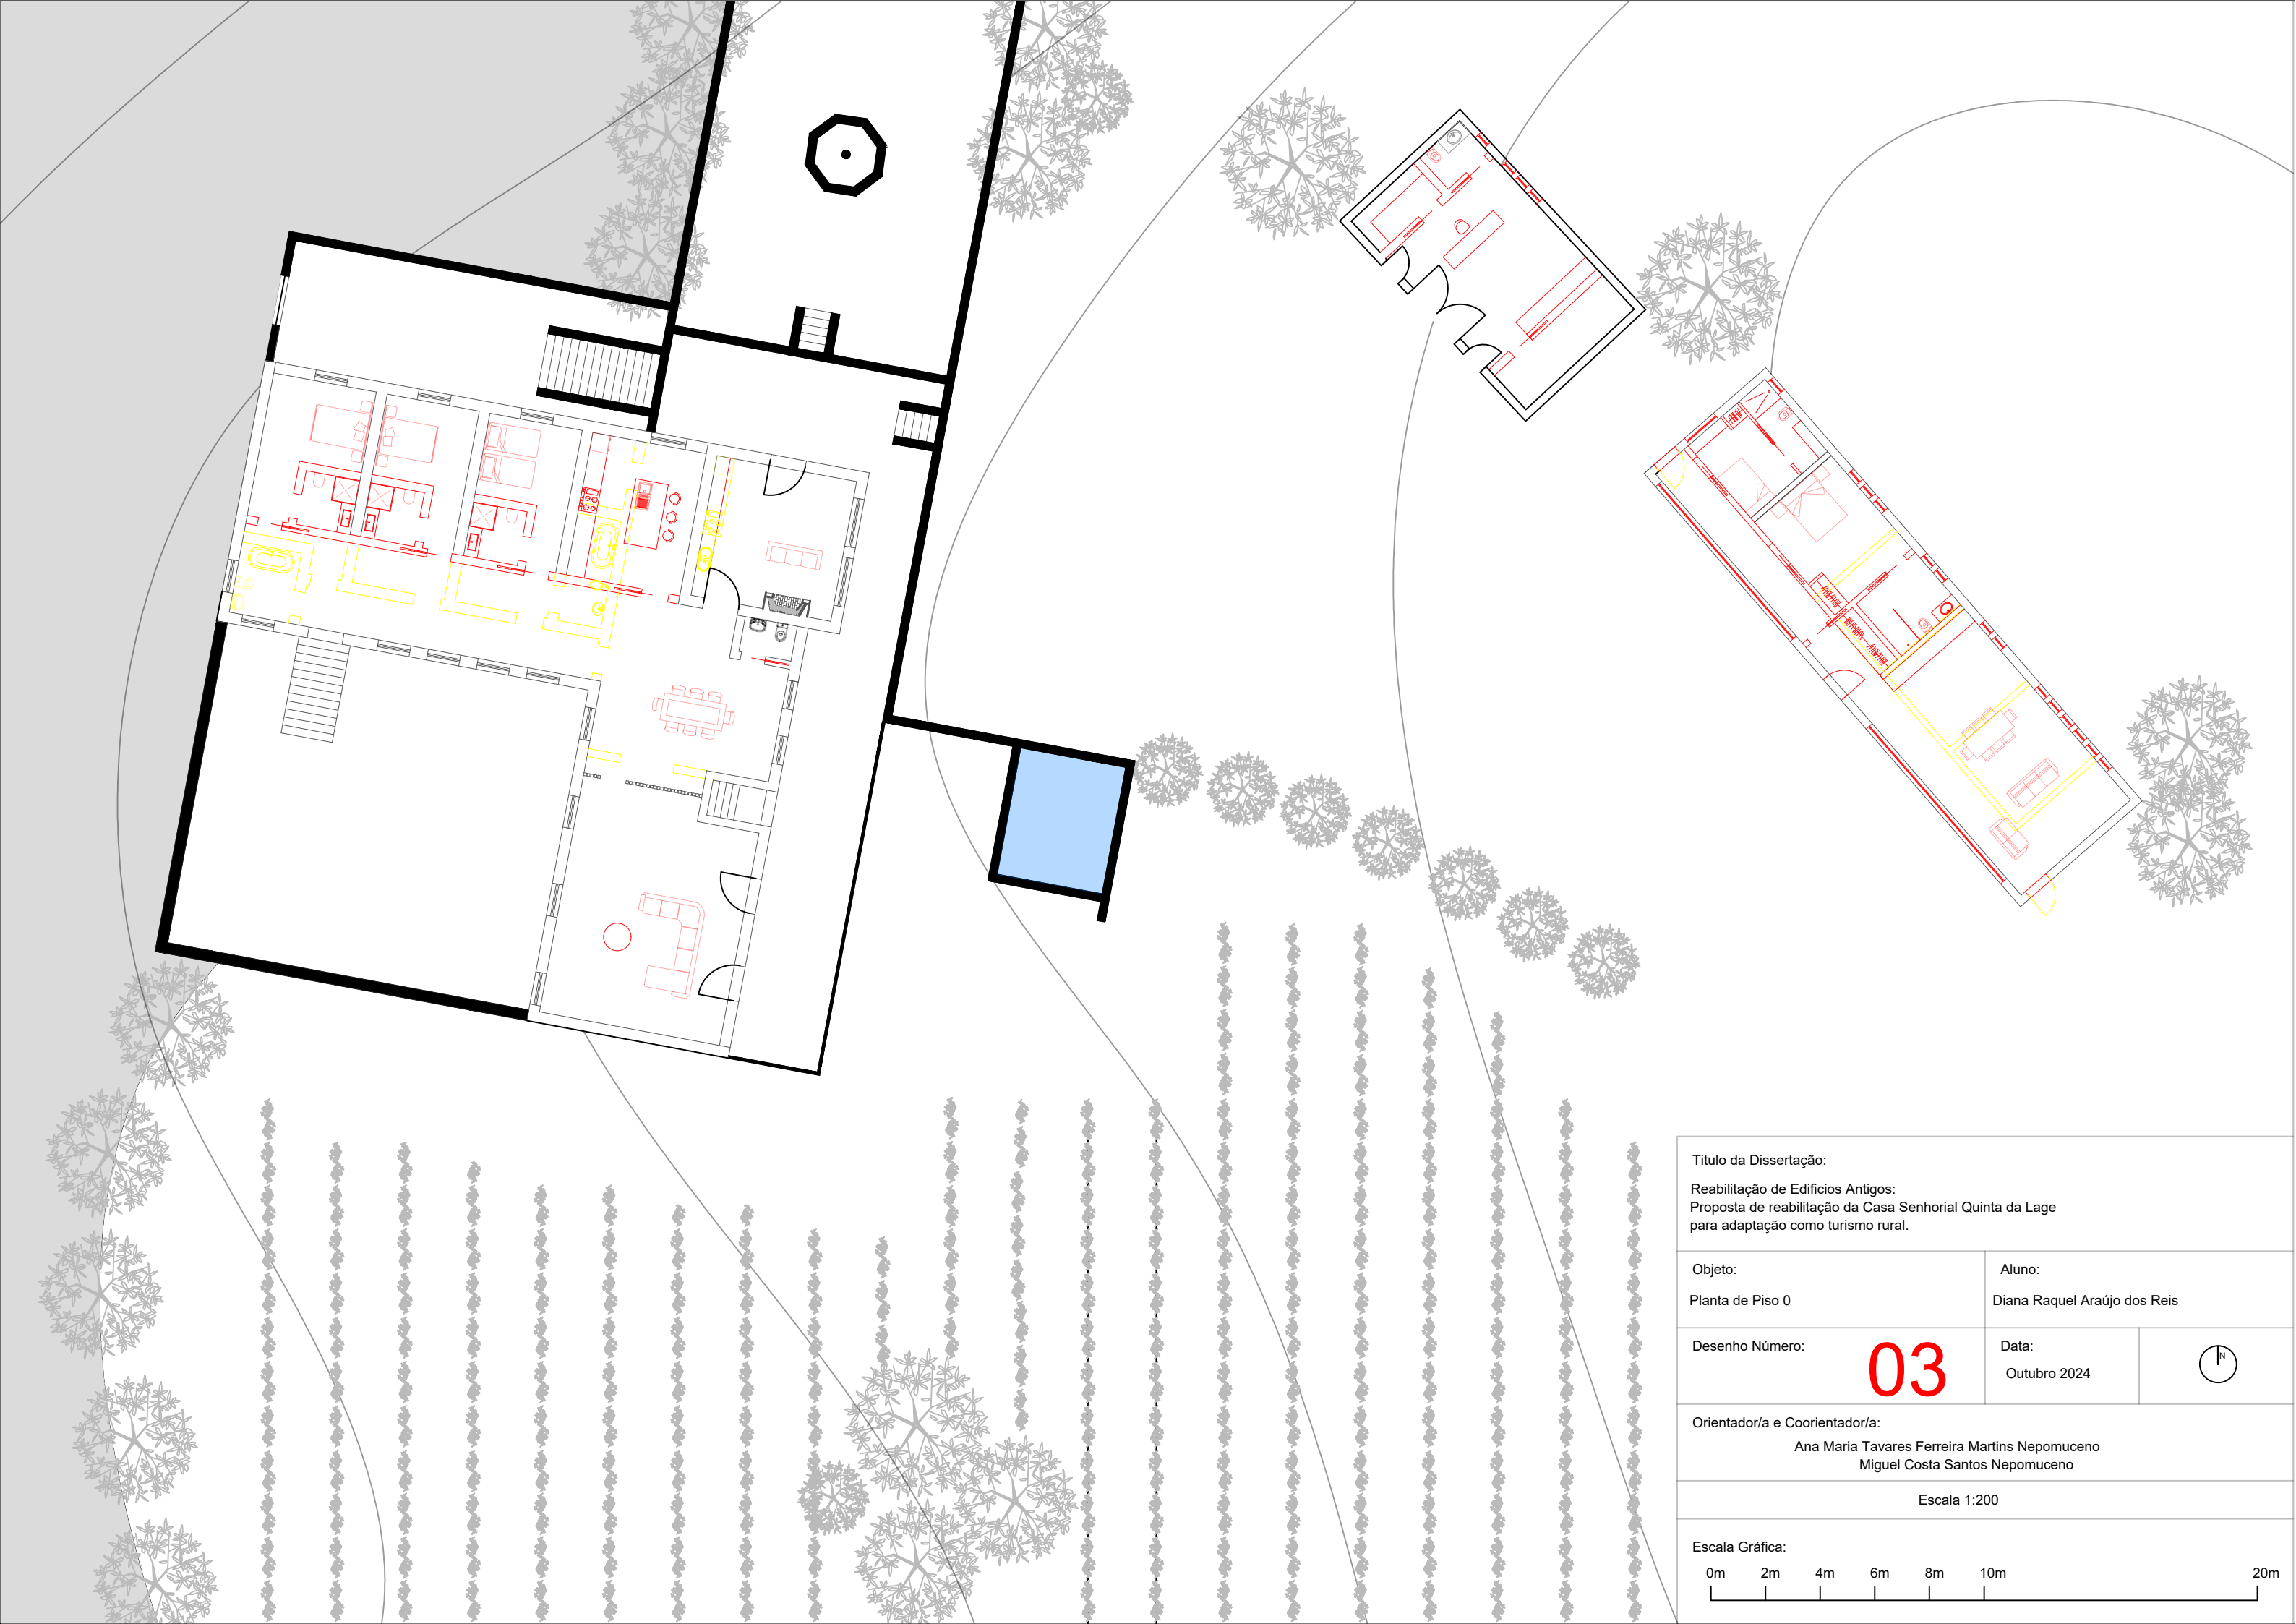 Titulo da Dissertação:
Reabilitação de Edificios Antigos:
Proposta de reabilitação da Casa Senhorial Quinta da Lage
para adaptação como turismo rural.
Objeto:
Planta de Piso 0
Aluno:
Diana Raquel Araújo dos Reis
Desenho Número:
03
Data:
Outubro 2024
N
Orientador/a e Coorientador/a:
Ana Maria Tavares Ferreira Martins Nepomuceno
Miguel Costa Santos Nepomuceno
Escala 1:200
Escala Gráfica:
0m 2m 4m 6m 8m 10m 20m